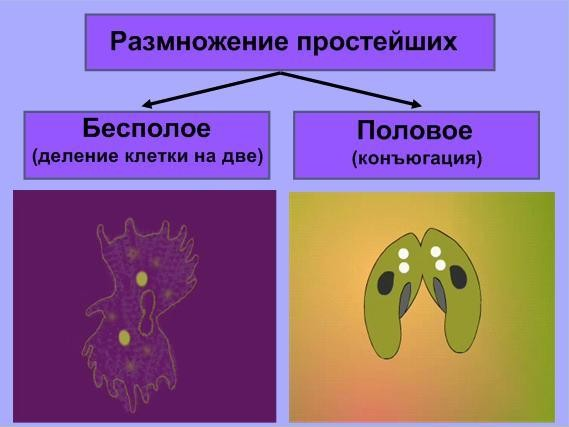 Размножение простейших
Бесполое
(деление клетки на две)
Половое
(конъюгация)